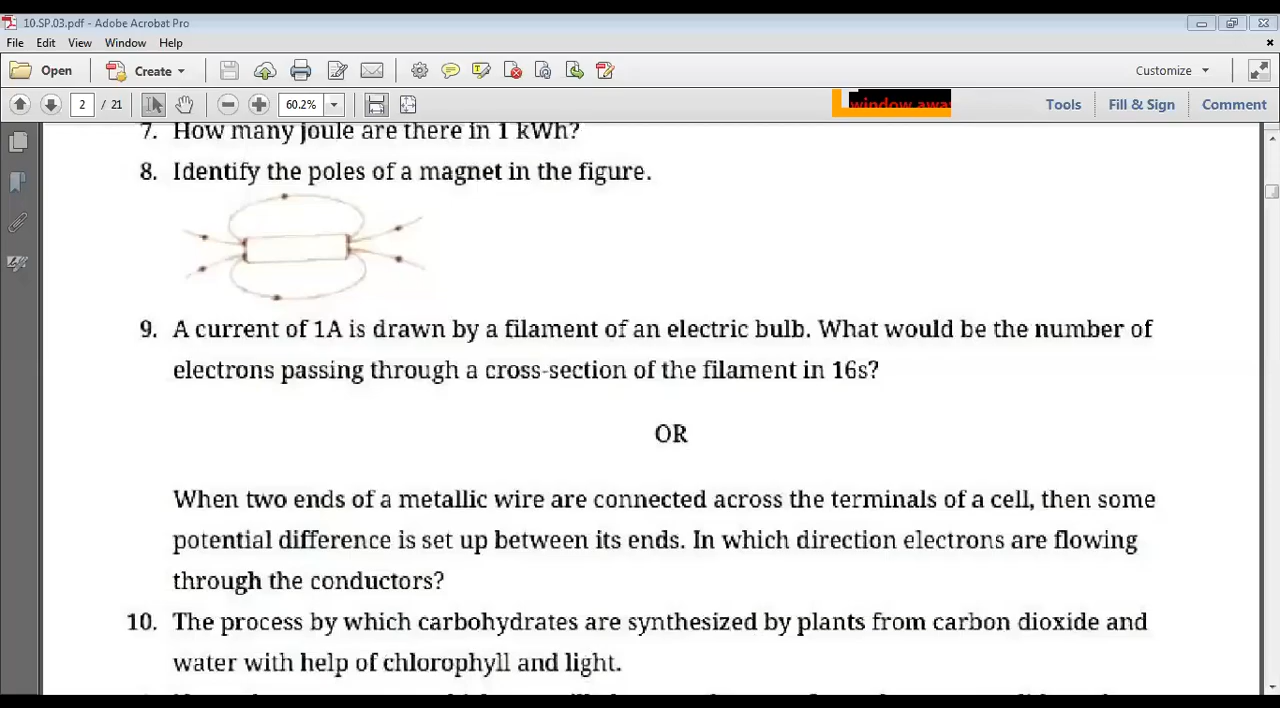 10.SP.03.pdf - Adobe Acrobat Pro
File Edit View Window Help
Open Create Customize
2 / 21 60.2% Tools Fill & Sign Comment
7. How many joule are there in 1 kWh?
8. Identify the poles of a magnet in the figure.
9. A current of 1A is drawn by a filament of an electric bulb. What would be the number of
electrons passing through a cross-section of the filament in 16s?
OR
When two ends of a metallic wire are connected across the terminals of a cell, then some
potential difference is set up between its ends. In which direction electrons are flowing
through the conductors?
10. The process by which carbohydrates are synthesized by plants from carbon dioxide and
water with help of chlorophyll and light.